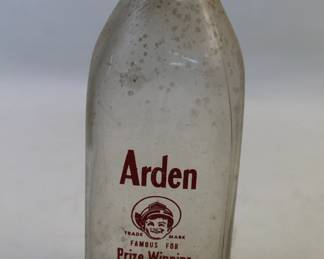 Arden
TRADE MARK
FAMOUS FOR
Prize Winning